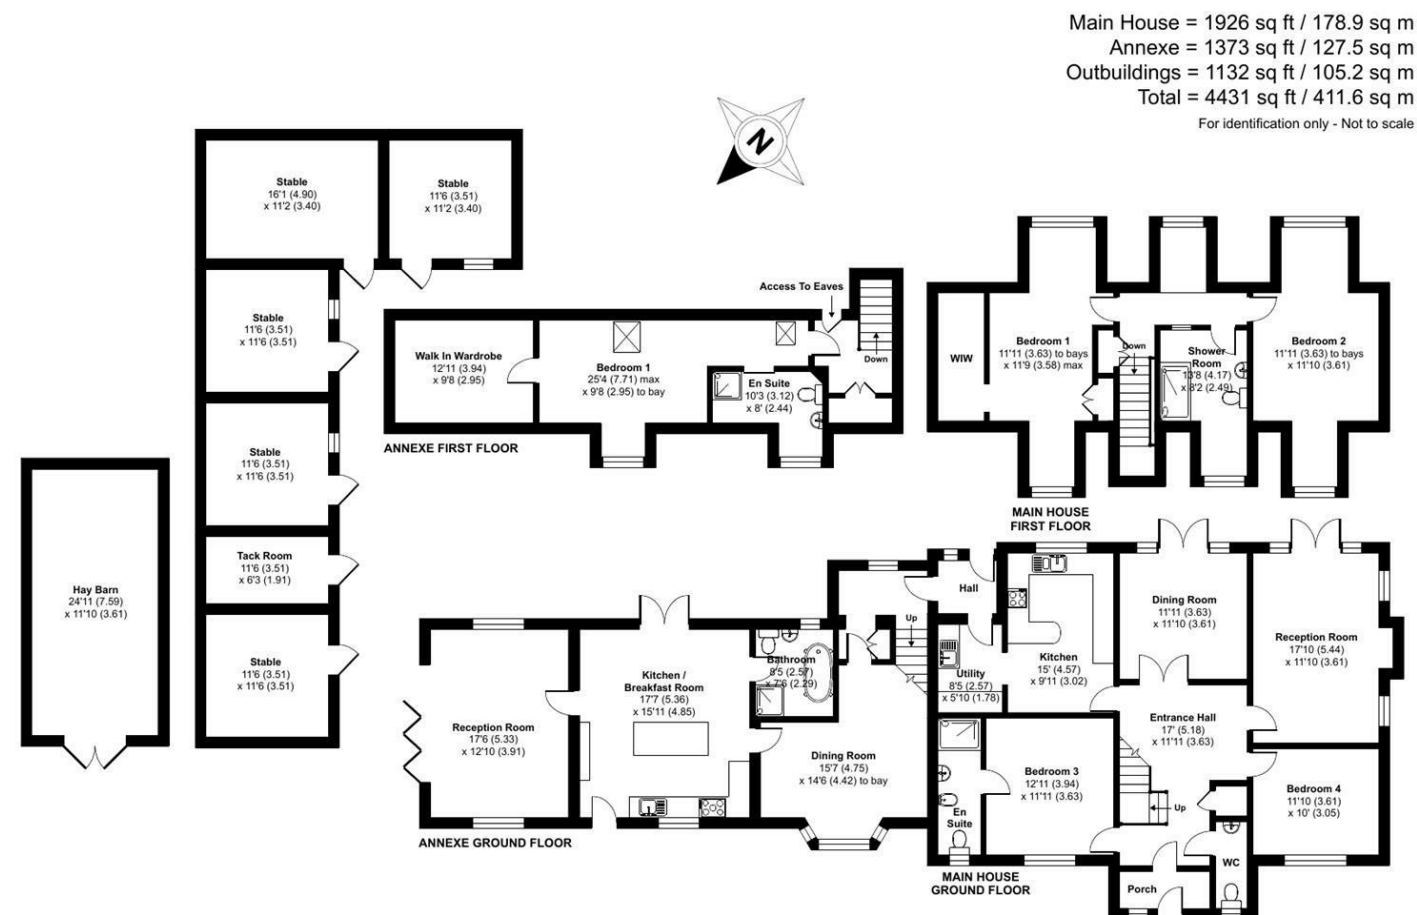 Main House = 1926 sq ft / 178.9 sq m
Annexe = 1373 sq ft / 127.5 sq m
Outbuildings = 1132 sq ft / 105.2 sq m
Total = 4431 sq ft / 411.6 sq m
For identification only - Not to scale
N
Stable
16'1 (4.90)
x 11'2 (3.40)
Stable
11'6 (3.51)
x 11'2 (3.40)
Stable
11'6 (3.51)
x 11'6 (3.51)
Stable
11'6 (3.51)
x 11'6 (3.51)
Tack Room
11'6 (3.51)
x 6'3 (1.91)
Stable
11'6 (3.51)
x 11'6 (3.51)
Hay Barn
24'11 (7.59)
x 11'10 (3.61)
Access To Eaves
Walk In Wardrobe
12'11 (3.94)
x 9'8 (2.95)
Bedroom 1
25'4 (7.71) max
x 9'8 (2.95) to bay
En Suite
10'3 (3.12)
x 8' (2.44)
Down
ANNEXE FIRST FLOOR
WIW
Bedroom 1
11'11 (3.63) to bays
x 11'9 (3.58) max
Down
Shower
Room
13'8 (4.17)
x 8'2 (2.49)
Bedroom 2
11'11 (3.63) to bays
x 11'10 (3.61)
MAIN HOUSE
FIRST FLOOR
Reception Room
17'6 (5.33)
x 12'10 (3.91)
Kitchen /
Breakfast Room
17'7 (5.36)
x 15'11 (4.85)
Bathroom
8'5 (2.57)
x 7'6 (2.29)
Up
Dining Room
15'7 (4.75)
x 14'6 (4.42) to bay
ANNEXE GROUND FLOOR
Hall
Utility
8'5 (2.57)
x 5'10 (1.78)
Kitchen
15' (4.57)
x 9'11 (3.02)
Dining Room
11'11 (3.63)
x 11'10 (3.61)
Reception Room
17'10 (5.44)
x 11'10 (3.61)
Entrance Hall
17' (5.18)
x 11'11 (3.63)
Bedroom 3
12'11 (3.94)
x 11'11 (3.63)
En
Suite
Up
Bedroom 4
11'10 (3.61)
x 10' (3.05)
WC
Porch
MAIN HOUSE
GROUND FLOOR